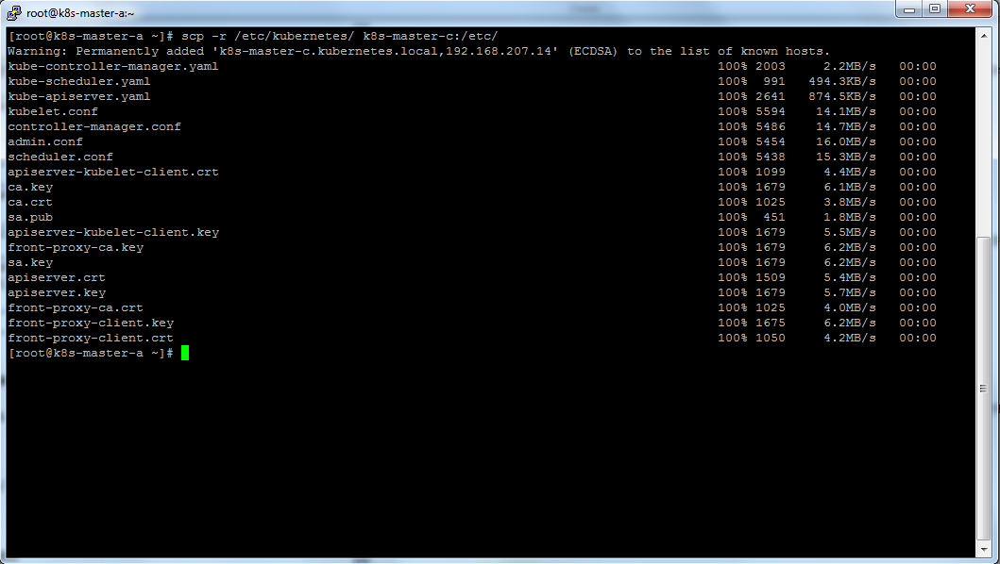 root@k8s-master-a:~
[root@k8s-master-a ~]# scp -r /etc/kubernetes/ k8s-master-c:/etc/
Warning: Permanently added 'k8s-master-c.kubernetes.local,192.168.207.14' (ECDSA) to the list of known hosts.
kube-controller-manager.yaml 100% 2003 2.2MB/s 00:00
kube-scheduler.yaml 100% 991 494.3KB/s 00:00
kube-apiserver.yaml 100% 2641 874.5KB/s 00:00
kubelet.conf 100% 5594 14.1MB/s 00:00
controller-manager.conf 100% 5486 14.7MB/s 00:00
admin.conf 100% 5454 16.0MB/s 00:00
scheduler.conf 100% 5438 15.3MB/s 00:00
apiserver-kubelet-client.crt 100% 1099 4.4MB/s 00:00
ca.key 100% 1679 6.1MB/s 00:00
ca.crt 100% 1025 3.8MB/s 00:00
sa.pub 100% 451 1.8MB/s 00:00
apiserver-kubelet-client.key 100% 1679 5.5MB/s 00:00
front-proxy-ca.key 100% 1679 6.2MB/s 00:00
sa.key 100% 1679 6.2MB/s 00:00
apiserver.crt 100% 1509 5.4MB/s 00:00
apiserver.key 100% 1679 5.7MB/s 00:00
front-proxy-ca.crt 100% 1025 4.0MB/s 00:00
front-proxy-client.key 100% 1675 6.2MB/s 00:00
front-proxy-client.crt 100% 1050 4.2MB/s 00:00
[root@k8s-master-a ~]#